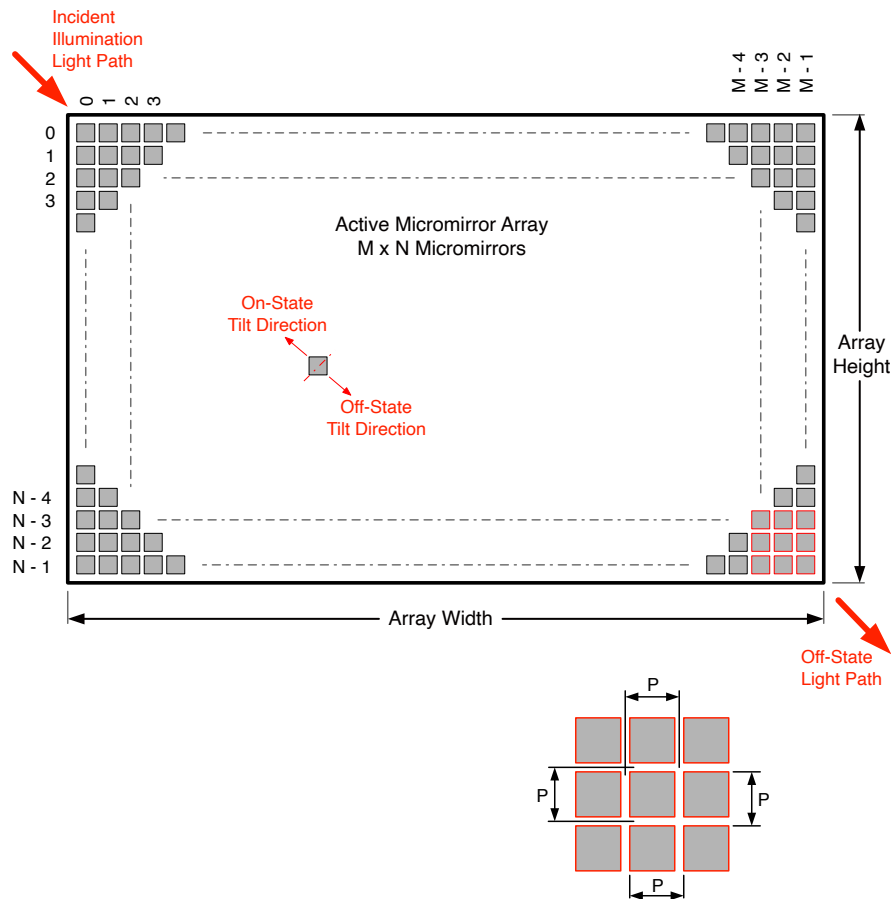 Incident
Illumination
Light Path
0
1
2
3
M - 4
M - 3
M - 2
M - 1
0
1
2
3
Active Micromirror Array
M x N Micromirrors
On-State
Tilt Direction
Off-State
Tilt Direction
Array
Height
N - 4
N - 3
N - 2
N - 1
Array Width
Off-State
Light Path
P
P
P
P